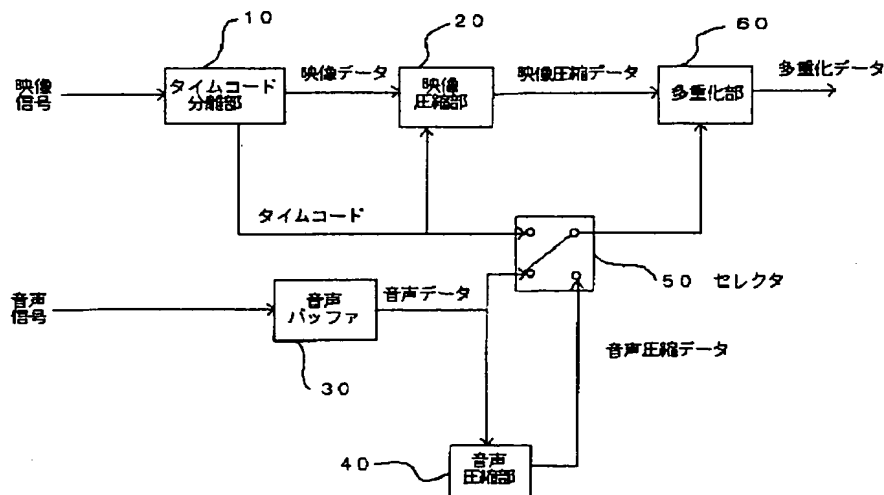 10
20
60
映像
信号
タイムコード
分離部
映像データ
映像
圧縮部
映像圧縮データ
多重化部
多重化データ
タイムコード
50 セレクタ
音声
信号
音声
バッファ
音声データ
30
音声圧縮データ
40
音声
圧縮部